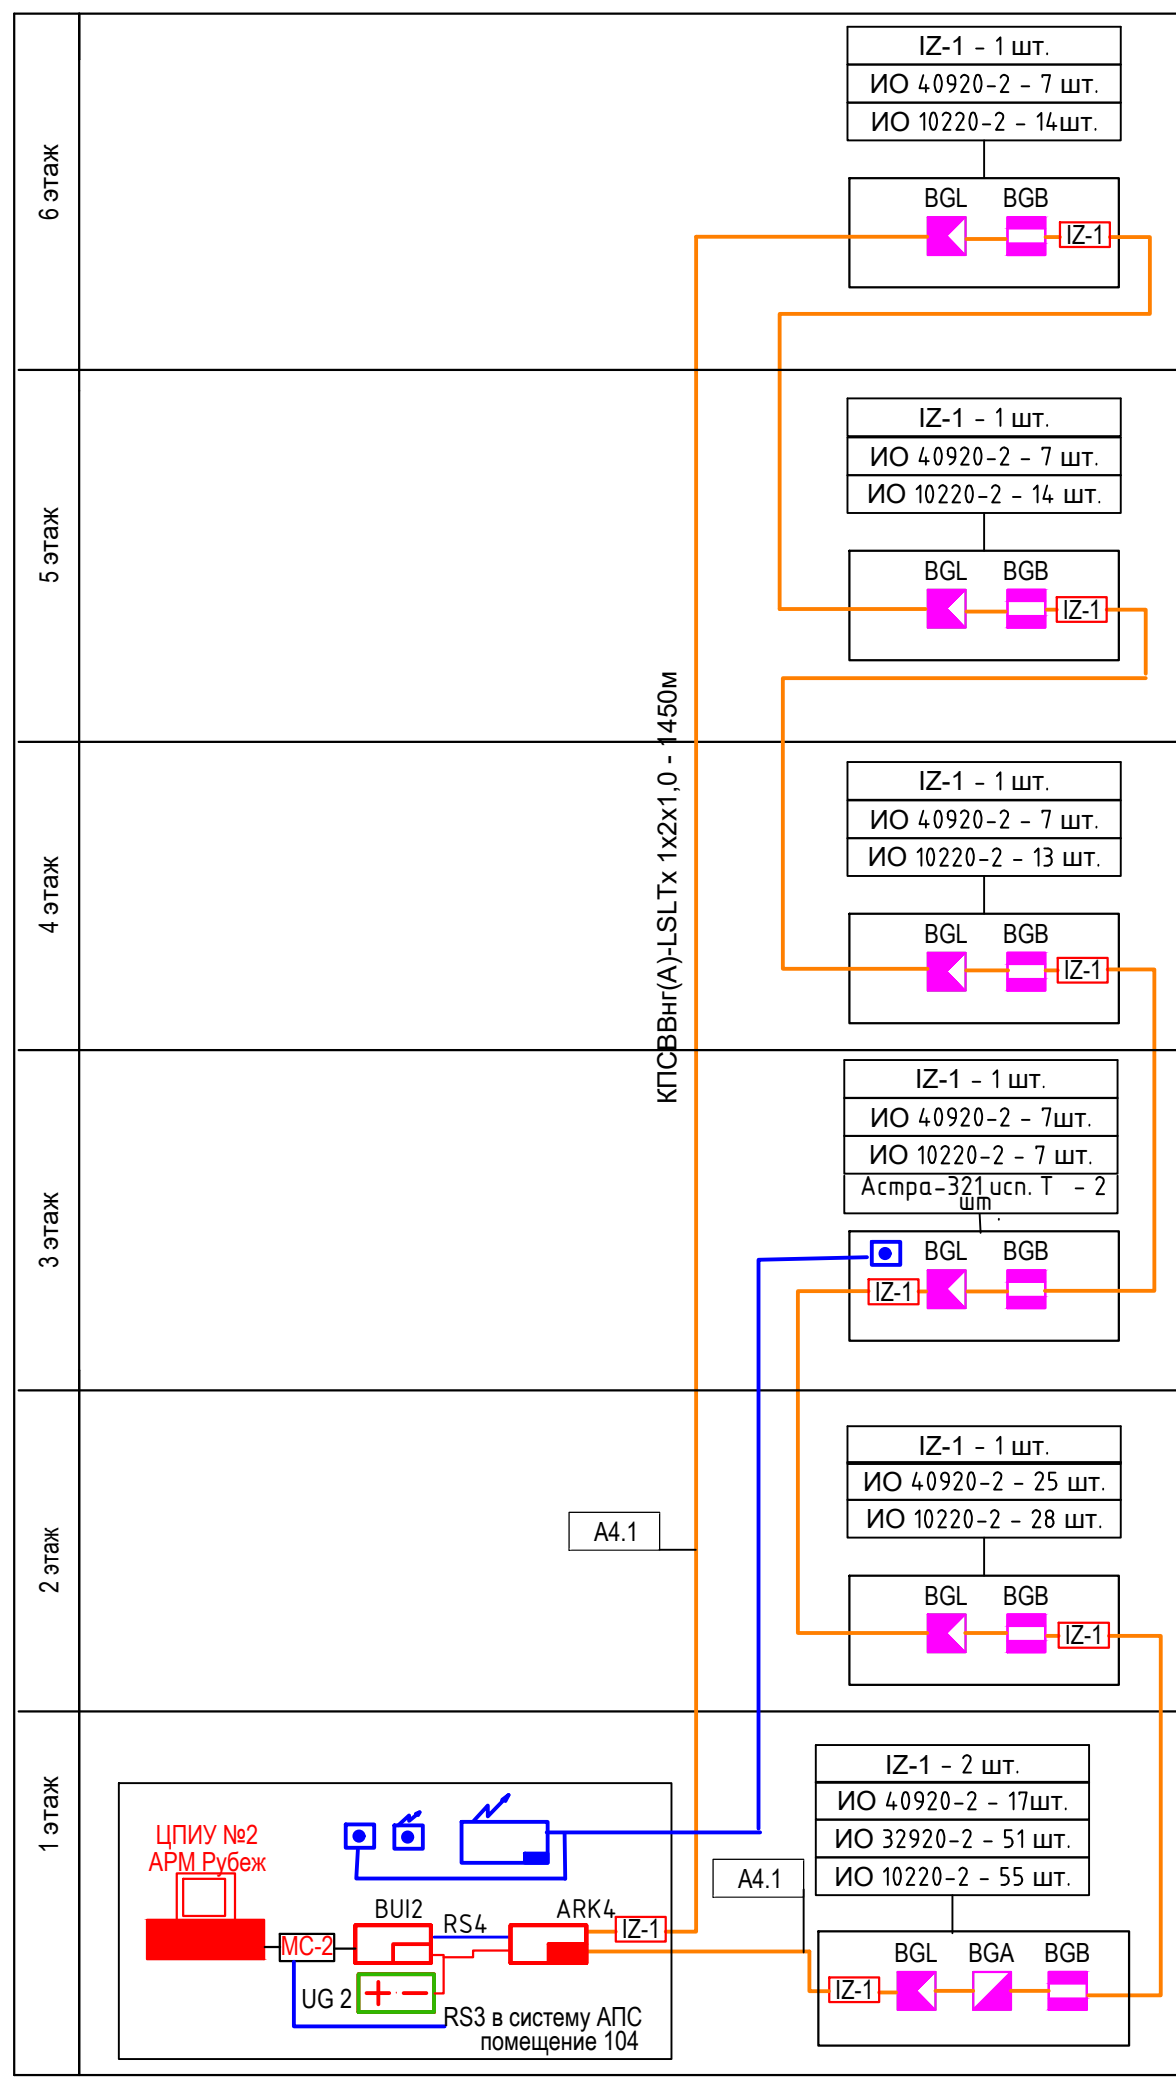 6 этаж
IZ-1 - 1 шт.
ИО 40920-2 - 7 шт.
ИО 10220-2 - 14шт.
BGL BGB
IZ-1
5 этаж
IZ-1 - 1 шт.
ИО 40920-2 - 7 шт.
ИО 10220-2 - 14 шт.
BGL BGB
IZ-1
КПСВВнг(А)-LSLTx 1x2x1,0 - 1450м
4 этаж
IZ-1 - 1 шт.
ИО 40920-2 - 7 шт.
ИО 10220-2 - 13 шт.
BGL BGB
IZ-1
3 этаж
IZ-1 - 1 шт.
ИО 40920-2 - 7шт.
ИО 10220-2 - 7 шт.
Астра-321 исп. Т - 2
шт.
BGL BGB
IZ-1
2 этаж
IZ-1 - 1 шт.
ИО 40920-2 - 25 шт.
ИО 10220-2 - 28 шт.
A4.1
BGL BGB
IZ-1
1 этаж
IZ-1 - 2 шт.
ИО 40920-2 - 17шт.
ИО 32920-2 - 51 шт.
ИО 10220-2 - 55 шт.
A4.1
ЦПИУ №2
АРМ Рубеж
BUI2
RS4
ARK4
IZ-1
МС-2
UG 2
+ -
RS3 в систему АПС
помещение 104
BGL BGA BGB
IZ-1